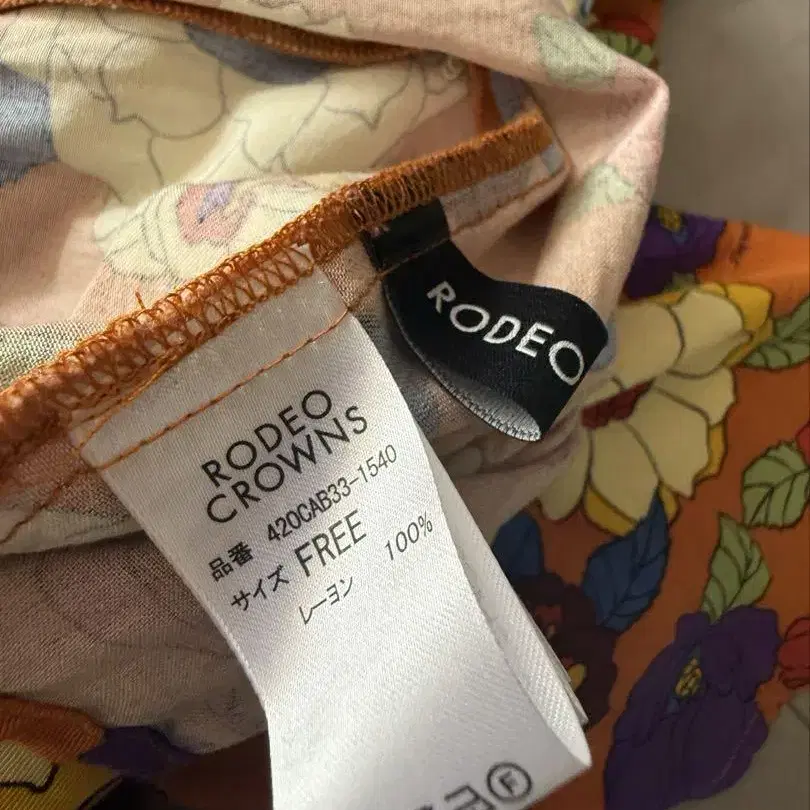 RODEO
RODEO
CROWNS
品番 420CAB33-1540
サイズ FREE
レーヨン 100%
F